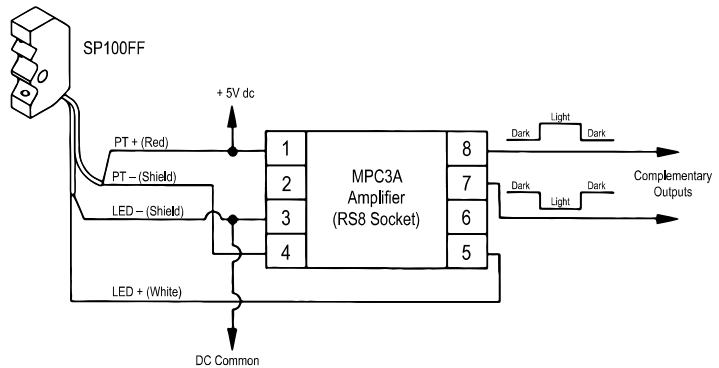 SP100FF
+ 5V dc
PT + (Red)
PT – (Shield)
LED – (Shield)
LED + (White)
DC Common
1
2
3
4
MPC3A
Amplifier
(RS8 Socket)
8
7
6
5
Dark Light Dark
Dark Light Dark
Complementary
Outputs